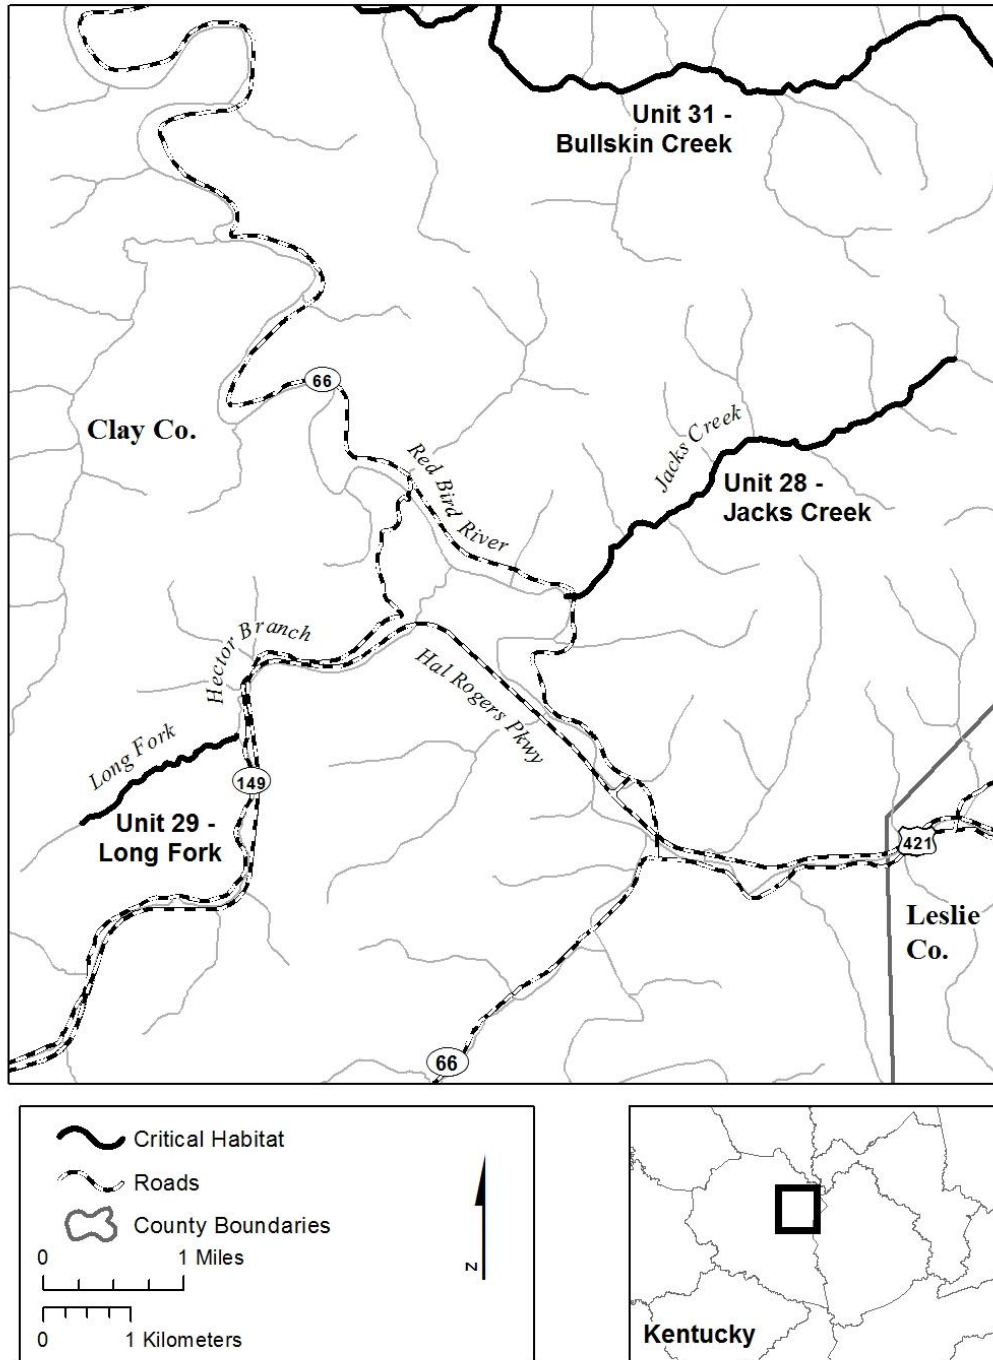 Unit 31 -
Bullskin Creek
66
Clay Co.
Jacks Creek
Red Bird River
Unit 28 -
Jacks Creek
Hector Branch
Hal Rogers Pkwy
Long Fork
149
Unit 29 -
Long Fork
421
Leslie
Co.
66
Critical Habitat
Roads
County Boundaries
0 1 Miles
0 1 Kilometers
N
Kentucky